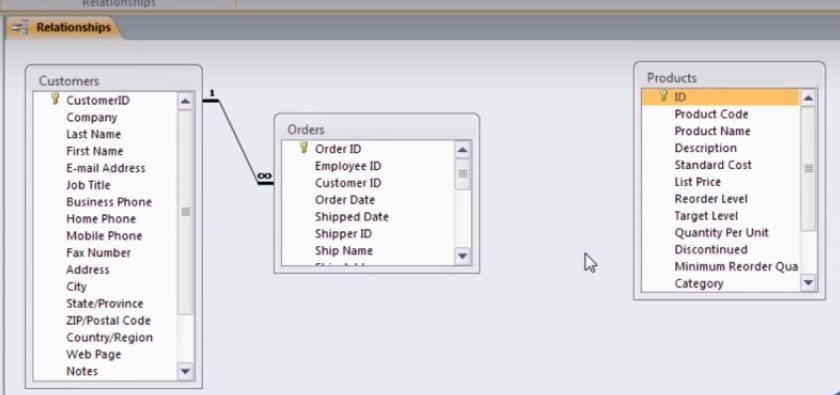 Relationships
Relationships
Customers
CustomerID
Company
Last Name
First Name
E-mail Address
Job Title
Business Phone
Home Phone
Mobile Phone
Fax Number
Address
City
State/Province
ZIP/Postal Code
Country/Region
Web Page
Notes
1
∞
Orders
Order ID
Employee ID
Customer ID
Order Date
Shipped Date
Shipper ID
Ship Name
Products
ID
Product Code
Product Name
Description
Standard Cost
List Price
Reorder Level
Target Level
Quantity Per Unit
Discontinued
Minimum Reorder Qua
Category